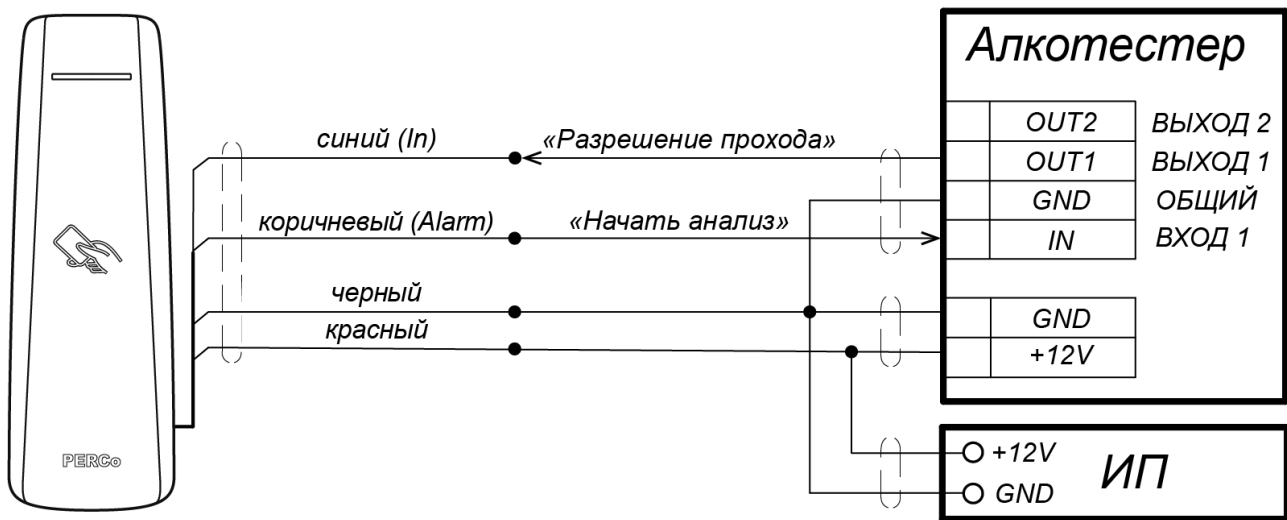 Алкотестер
OUT2 ВЫХОД 2
синий (In) «Разрешение прохода» OUT1 ВЫХОД 1
GND ОБЩИЙ
коричневый (Alarm) «Начать анализ» IN ВХОД 1
черный GND
красный +12V
+12V ИП
GND
PERCo